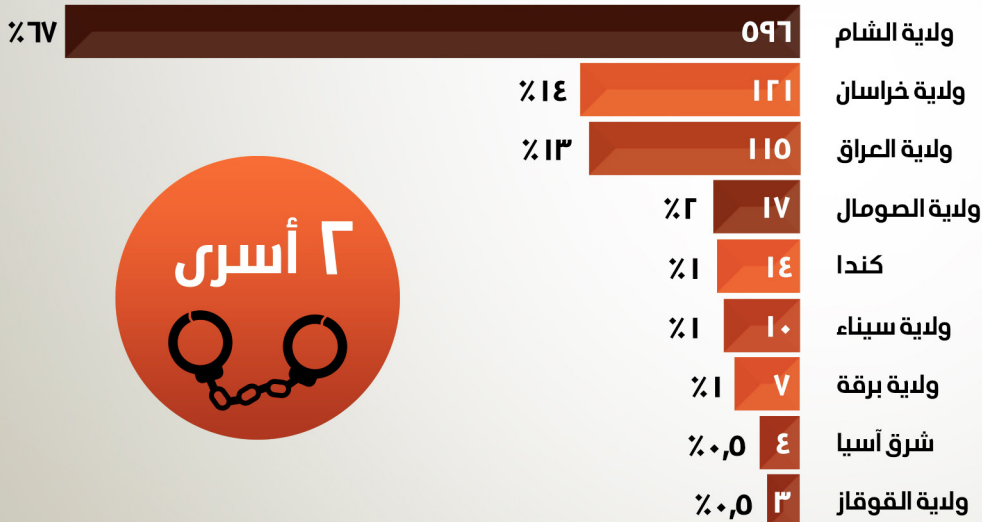 ولاية الشام ٥٩٦ ٪٦٧
ولاية خراسان ١٢١ ٪١٤
ولاية العراق ١١٥ ٪١٣
ولاية الصومال ١٧ ٪٢
كندا ١٤ ٪١
ولاية سيناء ١٠ ٪١
ولاية برقة ٧ ٪١
شرق آسيا ٤ ٪٠,٥
ولاية القوقاز ٣ ٪٠,٥
٢ أسرى